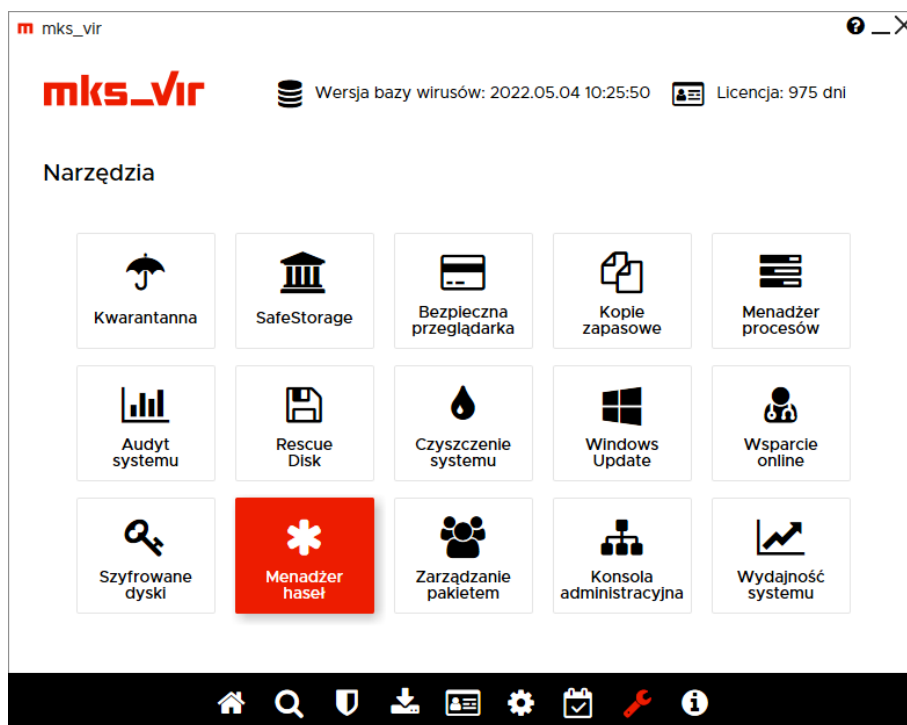 mks_vir
mks_vir
Wersja bazy wirusów: 2022.05.04 10:25:50
Licencja: 975 dni
Narzędzia
Kwarantanna
SafeStorage
Bezpieczna
przeglądarka
Kopie
zapasowe
Menadżer
procesów
Audyt
systemu
Rescue
Disk
Czyszczenie
systemu
Windows
Update
Wsparcie
online
Szyfrowane
dyski
Menadżer
haseł
Zarządzanie
pakietem
Konsola
administracyjna
Wydajność
systemu